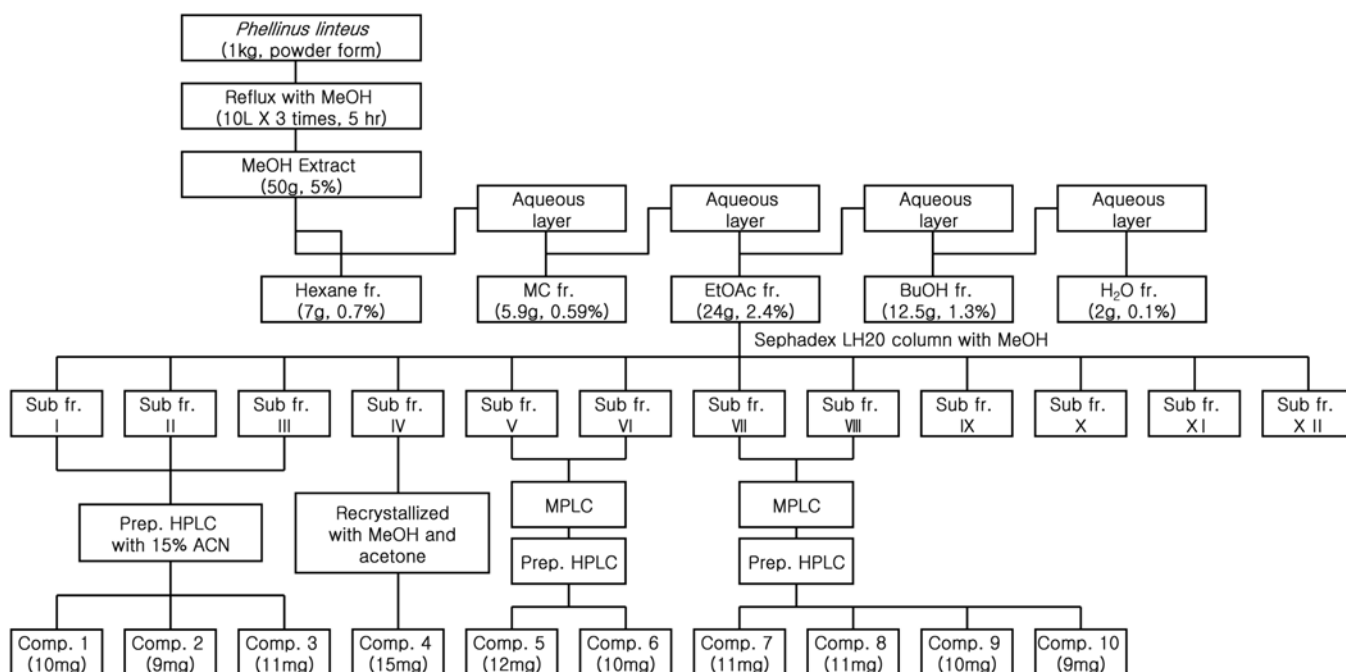 Phellinus linteus
(1kg, powder form)
Reflux with MeOH
(10L X 3 times, 5 hr)
MeOH Extract
(50g, 5%)
Aqueous
layer
Aqueous
layer
Aqueous
layer
Aqueous
layer
Hexane fr.
(7g, 0.7%)
MC fr.
(5.9g, 0.59%)
EtOAc fr.
(24g, 2.4%)
BuOH fr.
(12.5g, 1.3%)
H₂O fr.
(2g, 0.1%)
Sephadex LH20 column with MeOH
Sub fr.
I
Sub fr.
II
Sub fr.
III
Sub fr.
IV
Sub fr.
V
Sub fr.
VI
Sub fr.
VII
Sub fr.
VIII
Sub fr.
IX
Sub fr.
X
Sub fr.
X I
Sub fr.
X II
Prep. HPLC
with 15% ACN
Recrystallized
with MeOH and
acetone
MPLC
Prep. HPLC
MPLC
Prep. HPLC
Comp. 1
(10mg)
Comp. 2
(9mg)
Comp. 3
(11mg)
Comp. 4
(15mg)
Comp. 5
(12mg)
Comp. 6
(10mg)
Comp. 7
(11mg)
Comp. 8
(11mg)
Comp. 9
(10mg)
Comp. 10
(9mg)